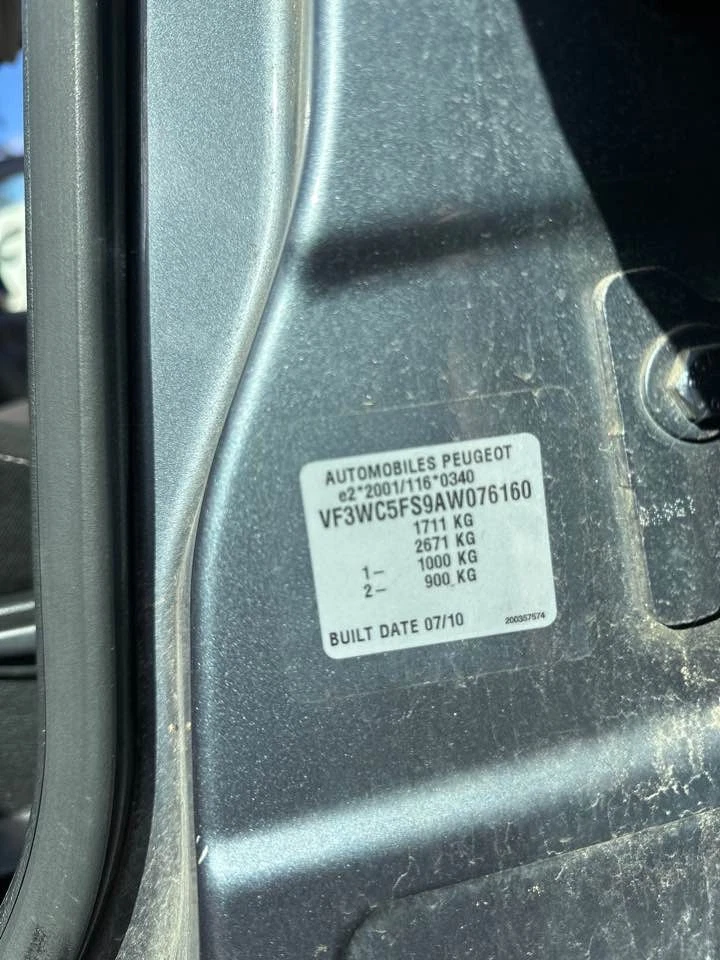 AUTOMOBILES PEUGEOT
e2*2001/116*0340
VF3WC5FS9AW076160
1711 KG
2671 KG
1- 1000 KG
2- 900 KG
BUILT DATE 07/10 200357574